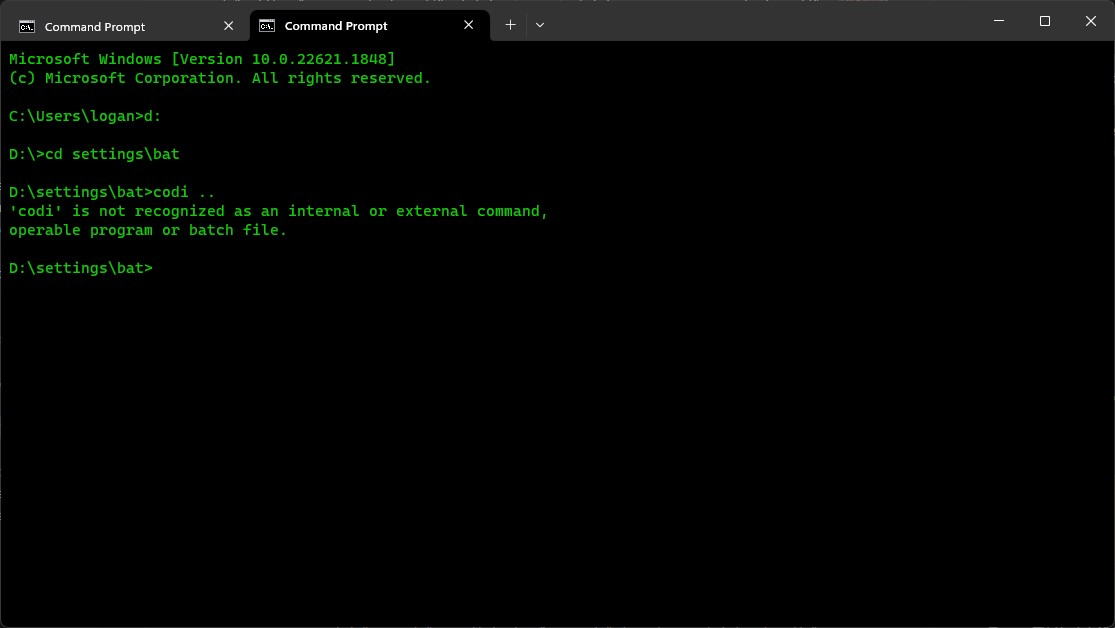 Command Prompt
Command Prompt
Microsoft Windows [Version 10.0.22621.1848]
(c) Microsoft Corporation. All rights reserved.
C:\Users\logan>d:
D:\>cd settings\bat
D:\settings\bat>codi ..
'codi' is not recognized as an internal or external command,
operable program or batch file.
D:\settings\bat>